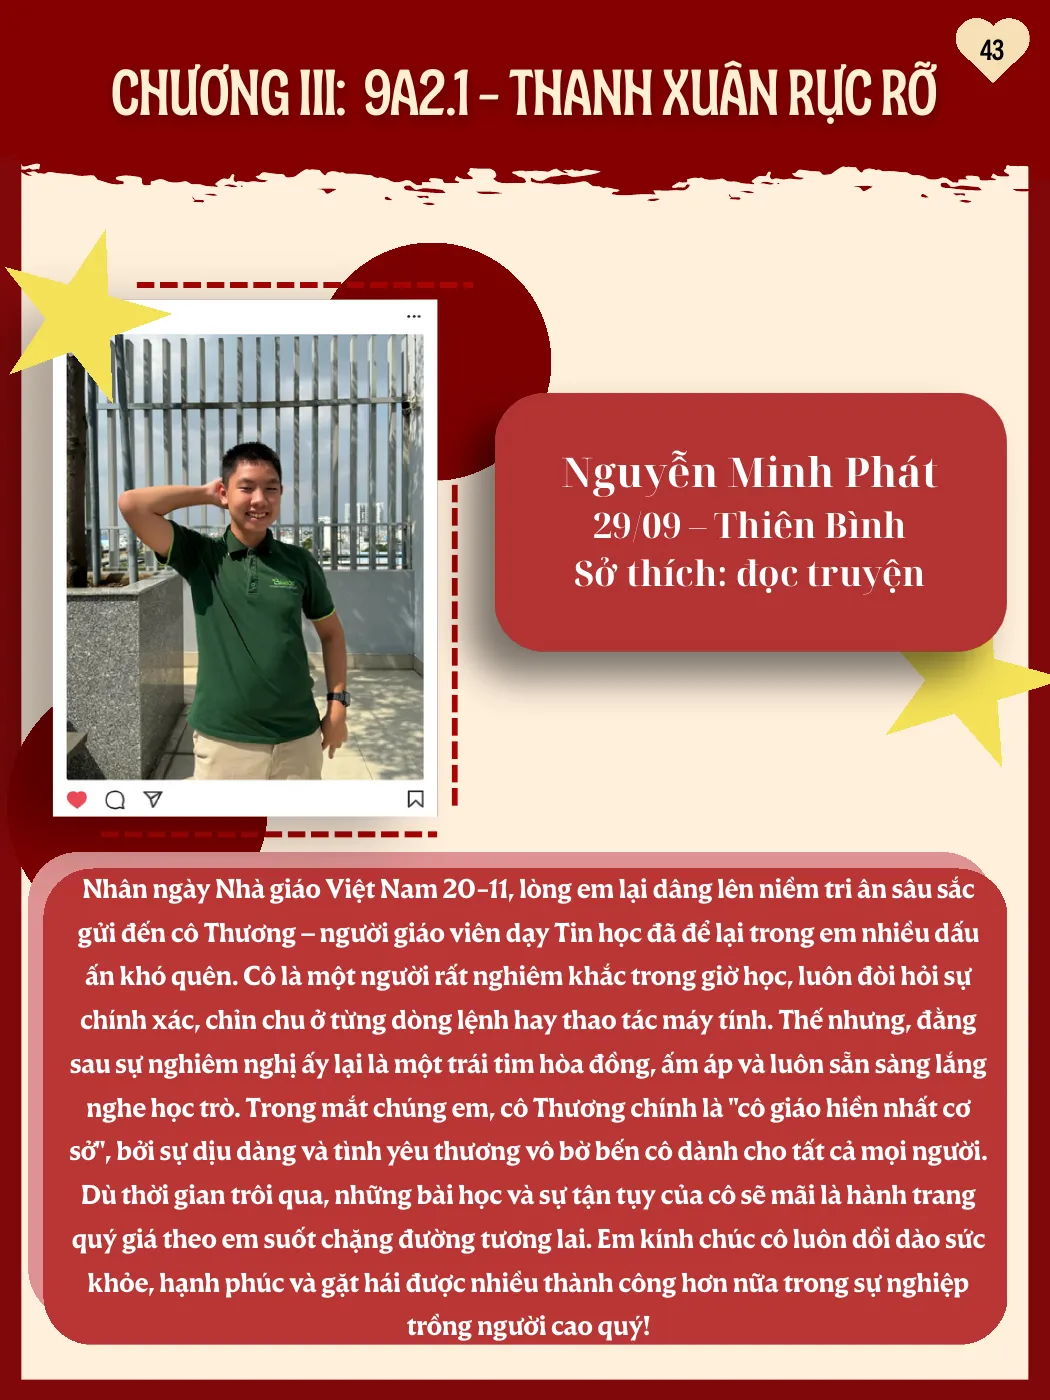 43
CHƯƠNG III: 9A2.1 - THANH XUÂN RỰC RỠ
Nguyễn Minh Phát
29/09 – Thiên Bình
Sở thích: đọc truyện
Nhân ngày Nhà giáo Việt Nam 20-11, lòng em lại dâng lên niềm tri ân sâu sắc
gửi đến cô Thương – người giáo viên dạy Tin học đã để lại trong em nhiều dấu
ấn khó quên. Cô là một người rất nghiêm khắc trong giờ học, luôn đòi hỏi sự
chính xác, chỉn chu ở từng dòng lệnh hay thao tác máy tính. Thế nhưng, đằng
sau sự nghiêm nghị ấy lại là một trái tim hòa đồng, ấm áp và luôn sẵn sàng lắng
nghe học trò. Trong mắt chúng em, cô Thương chính là "cô giáo hiền nhất cơ
sở", bởi sự dịu dàng và tình yêu thương vô bờ bến cô dành cho tất cả mọi người.
Dù thời gian trôi qua, những bài học và sự tận tụy của cô sẽ mãi là hành trang
quý giá theo em suốt chặng đường tương lai. Em kính chúc cô luôn dồi dào sức
khỏe, hạnh phúc và gặt hái được nhiều thành công hơn nữa trong sự nghiệp
trồng người cao quý!